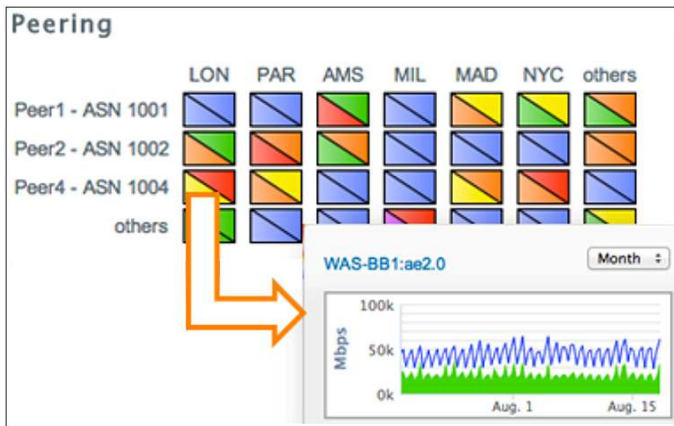 Peering
LON PAR AMS MIL MAD NYC others
Peer1 - ASN 1001
Peer2 - ASN 1002
Peer4 - ASN 1004
others
WAS-BB1:ae2.0 Month
100k
Mbps
50k
0k
Aug. 1 Aug. 15